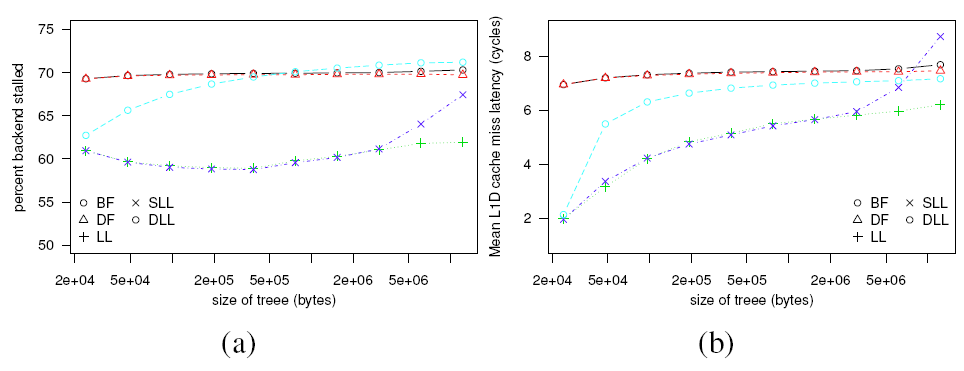 percent backend stalled
75
70
65
60
55
50
BF
SLL
DF
DLL
LL
2e+04
5e+04
2e+05
5e+05
2e+06
5e+06
size of treee (bytes)
(a)
Mean L1D cache miss latency (cycles)
8
6
4
2
BF
SLL
DF
DLL
LL
2e+04
5e+04
2e+05
5e+05
2e+06
5e+06
size of treee (bytes)
(b)